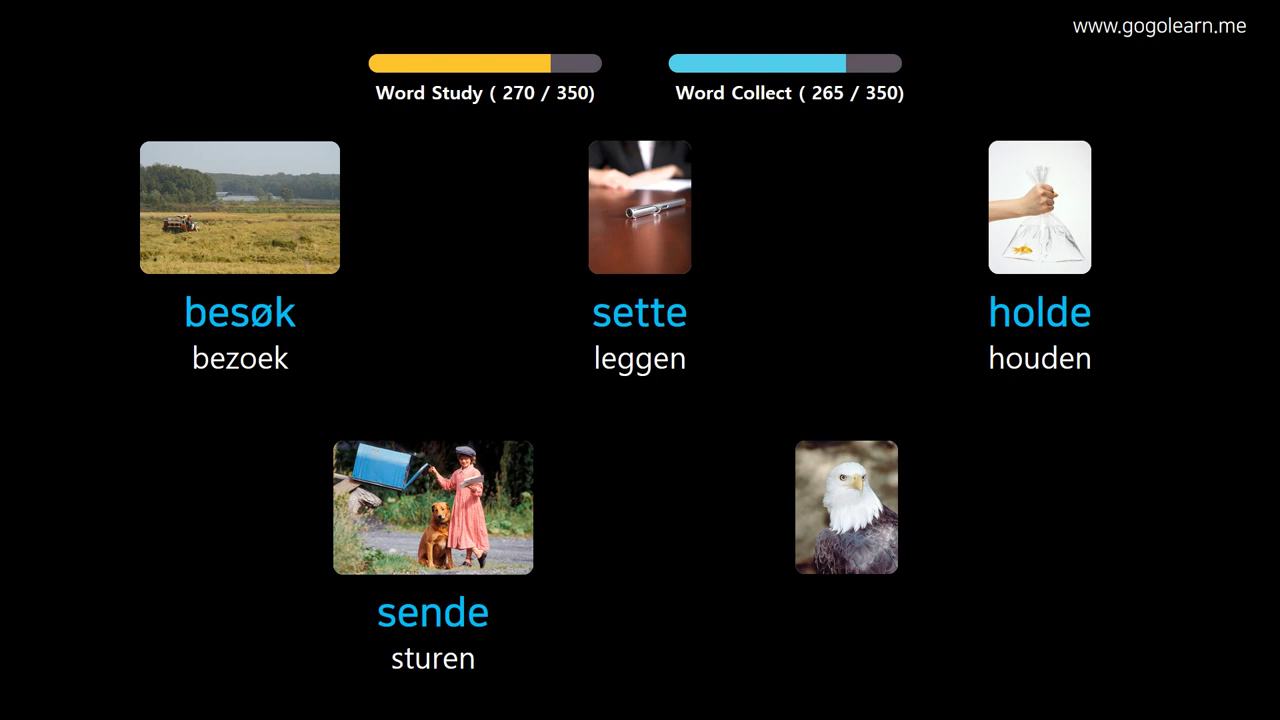 www.gogolearn.me
Word Study ( 270 / 350)
Word Collect ( 265 / 350)
besøk
bezoek
sette
leggen
holde
houden
sende
sturen